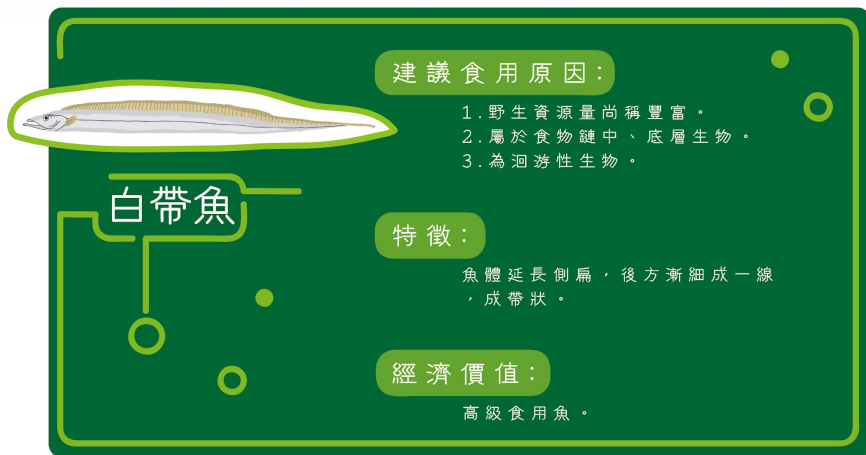 白帶魚
建議食用原因：
1.野生資源量尚稱豐富。
2.屬於食物鏈中、底層生物。
3.為洄游性生物。
特徵：
魚體延長側扁，後方漸細成一線
，成帶狀。
經濟價值：
高級食用魚。